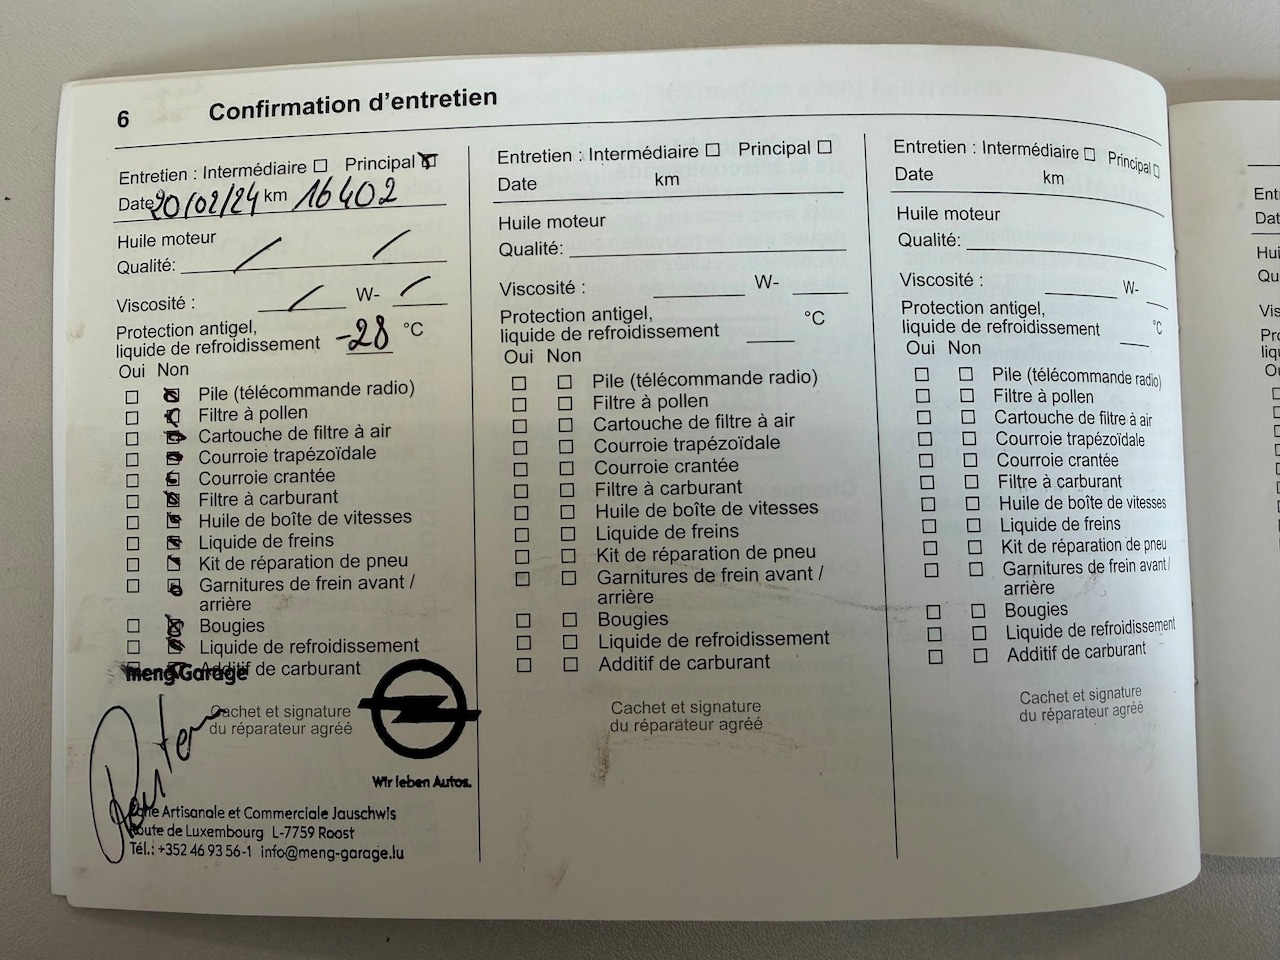 6 Confirmation d'entretien
Entretien : Intermédiaire ☐ Principal ☒
Date 20/02/24 km 16402
Huile moteur
Qualité: / /
Viscosité : / W- /
Protection antigel,
liquide de refroidissement -28 °C
Oui Non
Pile (télécommande radio)
Filtre à pollen
Cartouche de filtre à air
Courroie trapézoïdale
Courroie crantée
Filtre à carburant
Huile de boîte de vitesses
Liquide de freins
Kit de réparation de pneu
Garnitures de frein avant /
arrière
Bougies
Liquide de refroidissement
Additif de carburant
meng Garage
Cachet et signature
du réparateur agréé
Wir leben Autos.
Artisanale et Commerciale Jauschwis
Route de Luxembourg L-7759 Roost
Tél.: +352 46 93 56-1 info@meng-garage.lu
Entretien : Intermédiaire ☐ Principal ☐
Date km
Huile moteur
Qualité:
Viscosité : W-
Protection antigel,
liquide de refroidissement °C
Oui Non
Pile (télécommande radio)
Filtre à pollen
Cartouche de filtre à air
Courroie trapézoïdale
Courroie crantée
Filtre à carburant
Huile de boîte de vitesses
Liquide de freins
Kit de réparation de pneu
Garnitures de frein avant /
arrière
Bougies
Liquide de refroidissement
Additif de carburant
Cachet et signature
du réparateur agréé
Entretien : Intermédiaire ☐ Principal ☐
Date km
Huile moteur
Qualité:
Viscosité : W-
Protection antigel,
liquide de refroidissement °C
Oui Non
Pile (télécommande radio)
Filtre à pollen
Cartouche de filtre à air
Courroie trapézoïdale
Courroie crantée
Filtre à carburant
Huile de boîte de vitesses
Liquide de freins
Kit de réparation de pneu
Garnitures de frein avant /
arrière
Bougies
Liquide de refroidissement
Additif de carburant
Cachet et signature
du réparateur agréé